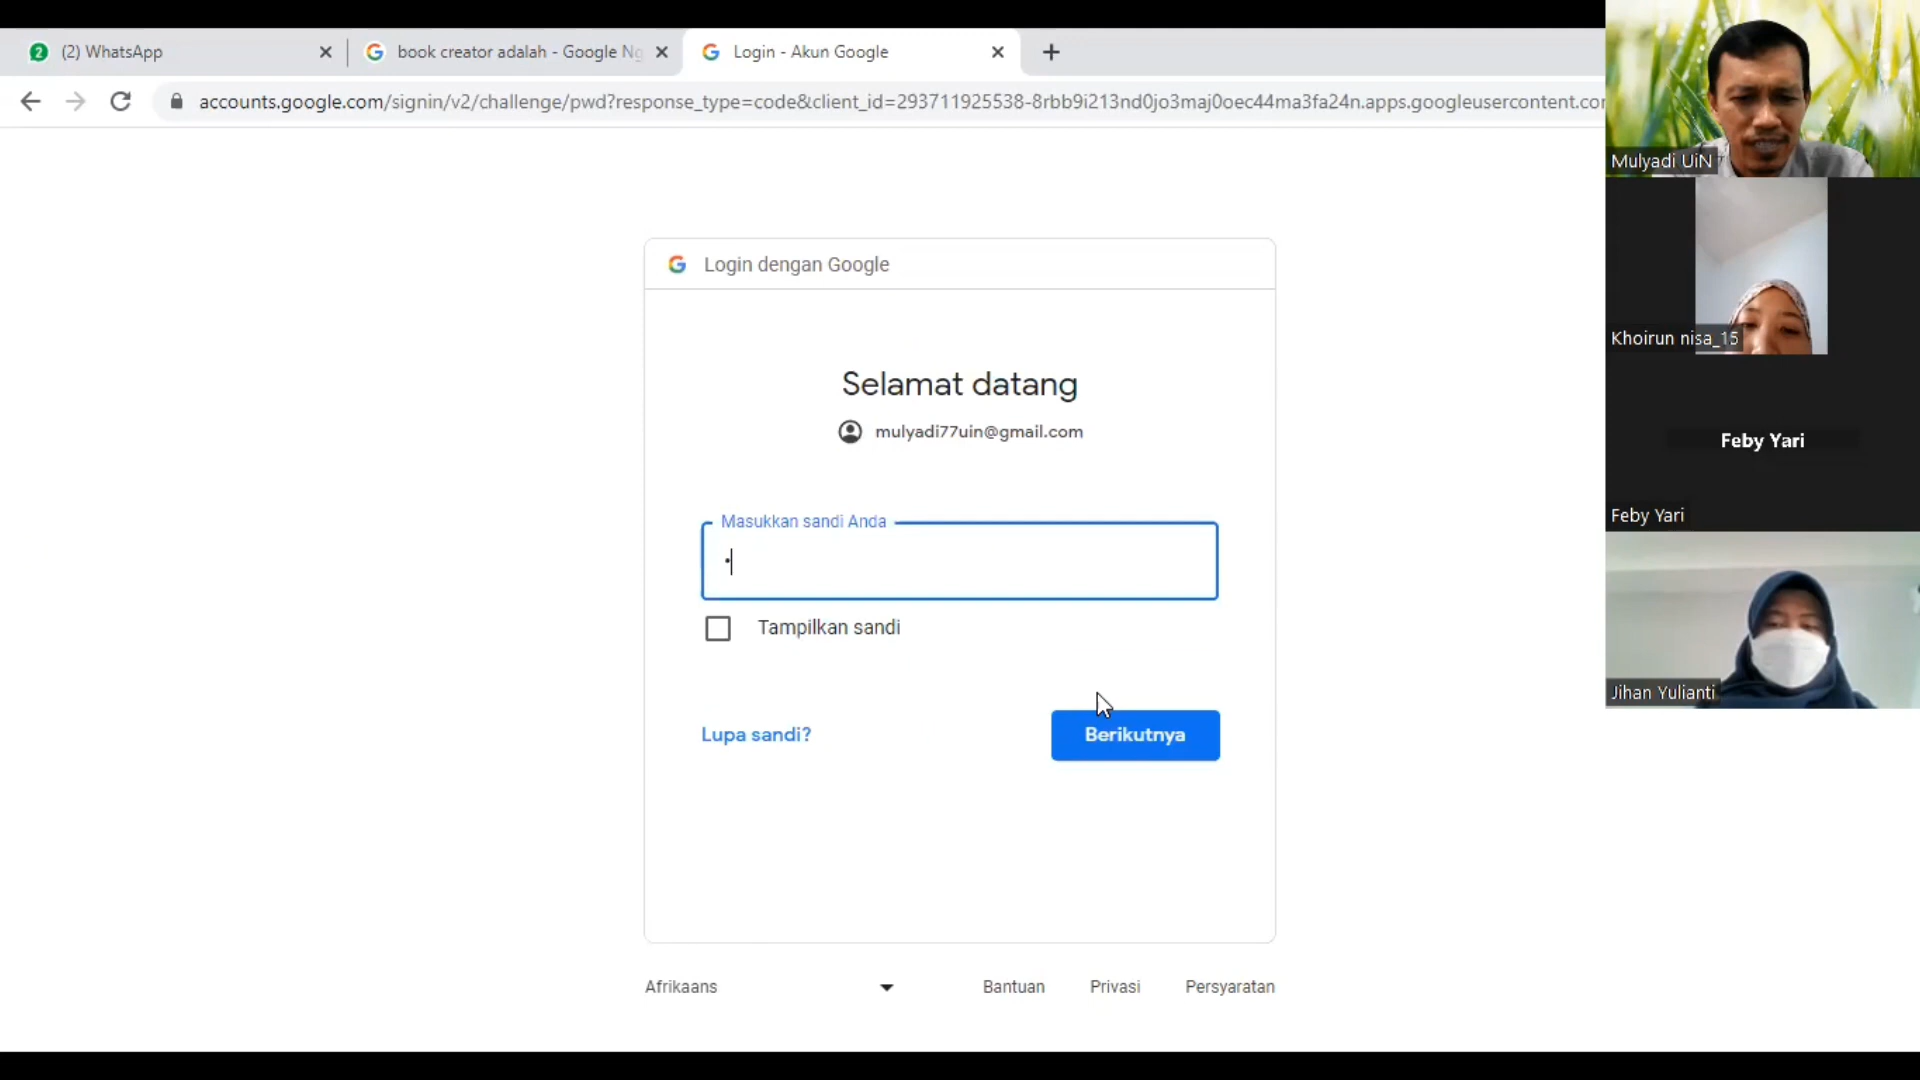 (2) WhatsApp
book creator adalah - Google
Login - Akun Google
accounts.google.com/signin/v2/challenge/pwd?response_type=code&client_id=293711925538-8rbb9i213nd0jo3maj0oec44ma3fa24n.apps.googleusercontent.co
Login dengan Google
Selamat datang
mulyadi77uin@gmail.com
Masukkan sandi Anda
Tampilkan sandi
Lupa sandi?
Berikutnya
Afrikaans
Bantuan
Privasi
Persyaratan
Mulyadi UiN
Khoirun nisa_15
Feby Yari
Feby Yari
Jihan Yulianti